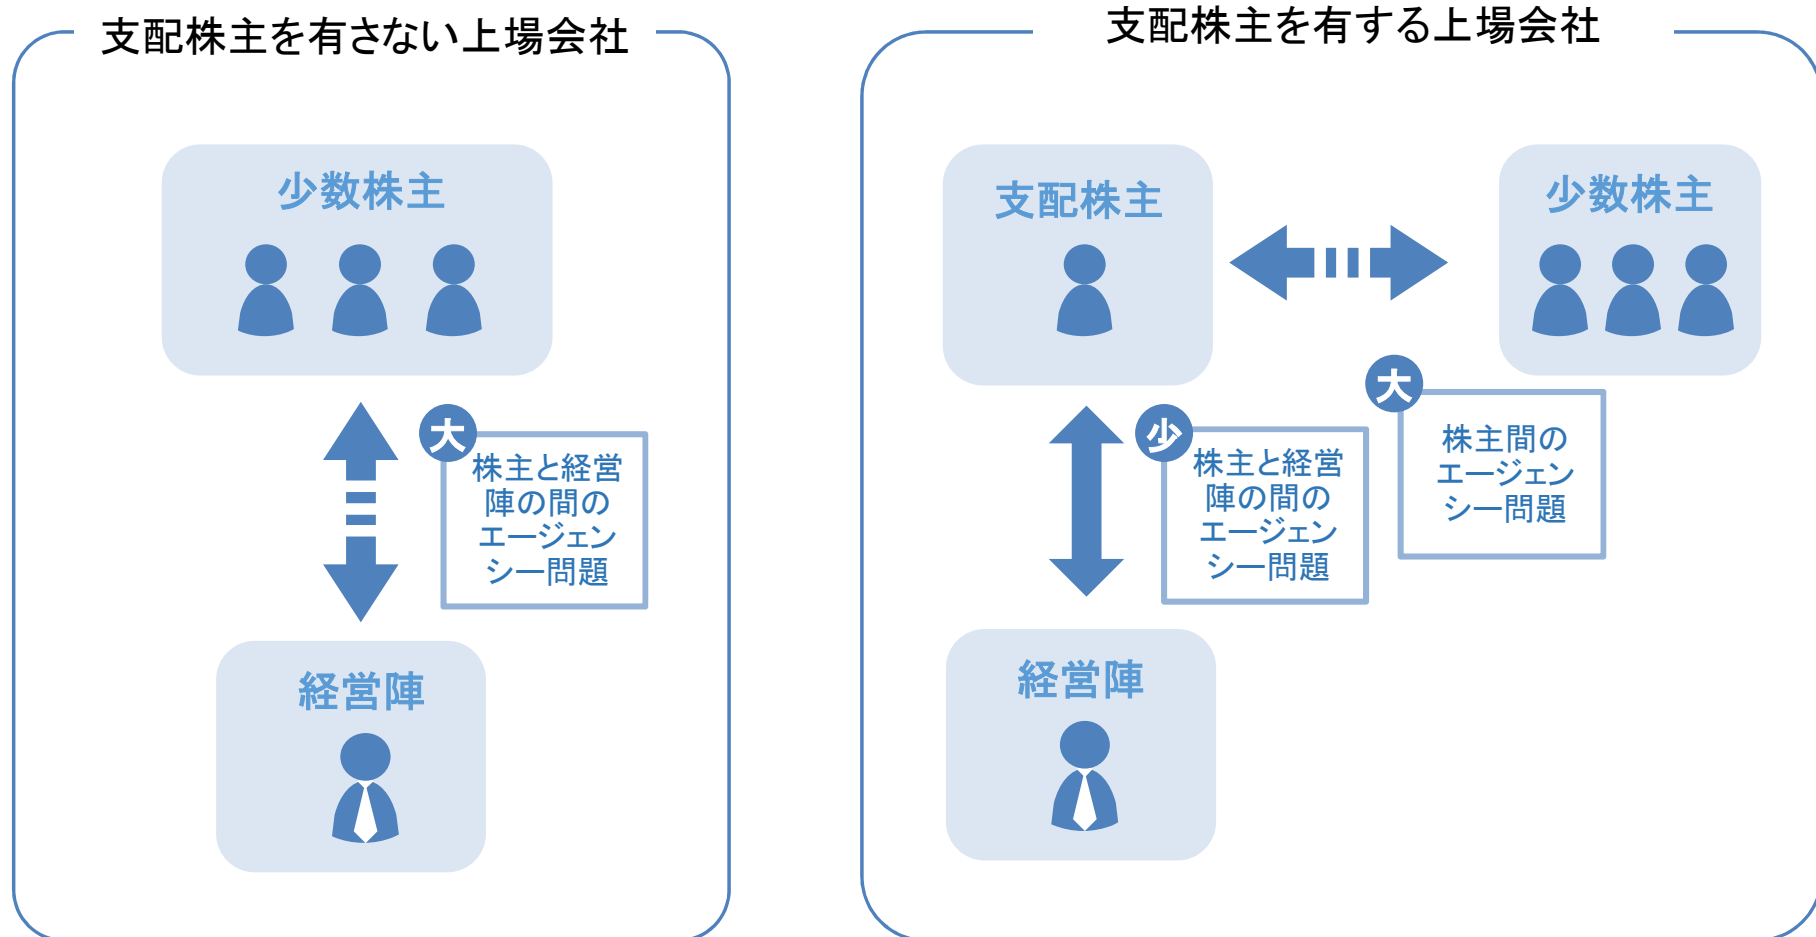 支配株主を有さない上場会社
少数株主
大
株主と経営
陣の間の
エージェン
シー問題
経営陣
支配株主を有する上場会社
支配株主
少数株主
少
株主と経営
陣の間の
エージェン
シー問題
大
株主間の
エージェン
シー問題
経営陣